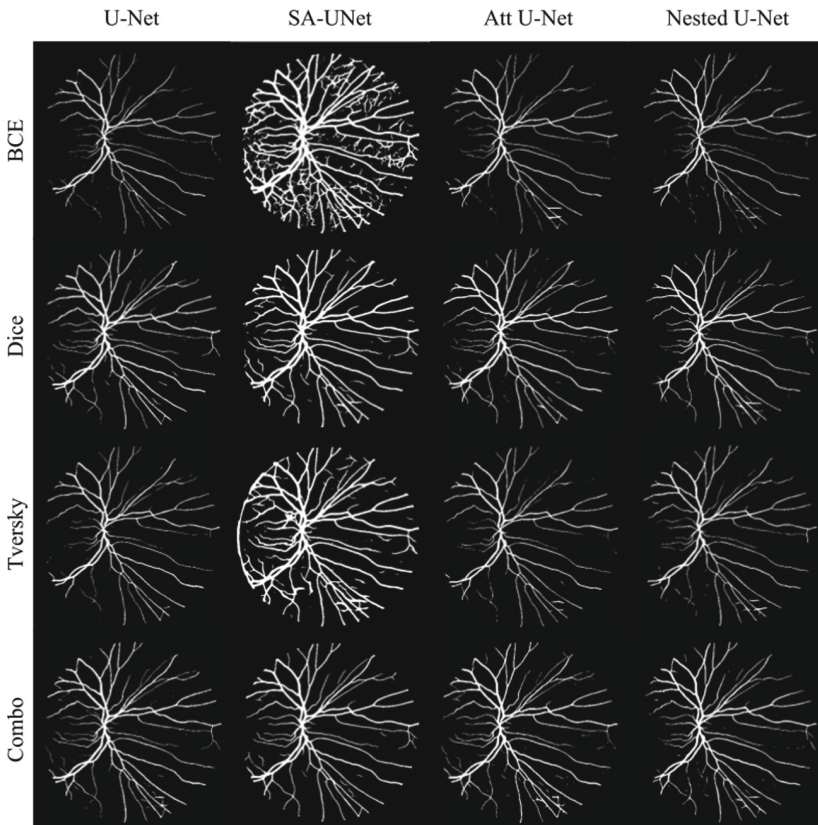 U-Net SA-UNet Att U-Net Nested U-Net
BCE
Dice
Tversky
Combo